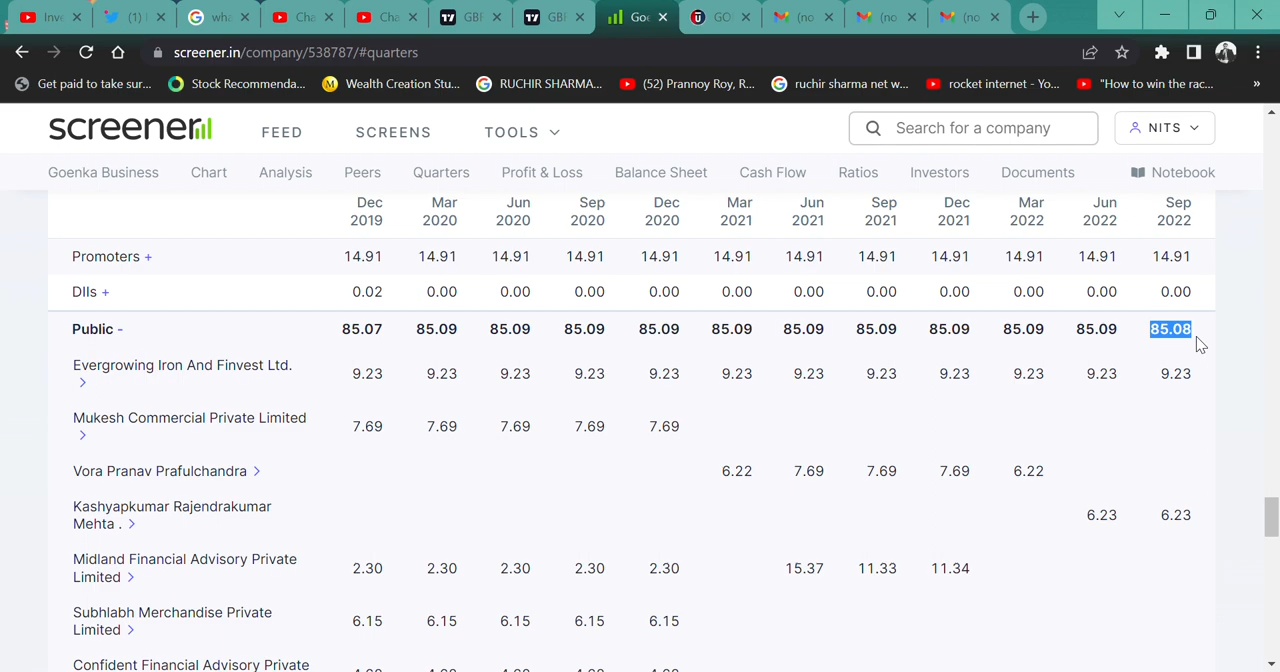 Inve
(1)
wha
Cha
Cha
GBF
GBF
Goe
GO
(no
(no
(no
screener.in/company/538787/#quarters
Get paid to take sur... Stock Recommenda... Wealth Creation Stu... RUCHIR SHARMA... (52) Prannoy Roy, R... ruchir sharma net w... rocket internet - Yo... "How to win the rac... »
screener FEED SCREENS TOOLS Search for a company NITS
Goenka Business Chart Analysis Peers Quarters Profit & Loss Balance Sheet Cash Flow Ratios Investors Documents Notebook
Dec Mar Jun Sep Dec Mar Jun Sep Dec Mar Jun Sep
2019 2020 2020 2020 2020 2021 2021 2021 2021 2022 2022 2022
Promoters + 14.91 14.91 14.91 14.91 14.91 14.91 14.91 14.91 14.91 14.91 14.91 14.91
DIIs + 0.02 0.00 0.00 0.00 0.00 0.00 0.00 0.00 0.00 0.00 0.00 0.00
Public - 85.07 85.09 85.09 85.09 85.09 85.09 85.09 85.09 85.09 85.09 85.09 85.08
Evergrowing Iron And Finvest Ltd.
> 9.23 9.23 9.23 9.23 9.23 9.23 9.23 9.23 9.23 9.23 9.23 9.23
Mukesh Commercial Private Limited
> 7.69 7.69 7.69 7.69 7.69
Vora Pranav Prafulchandra > 6.22 7.69 7.69 7.69 6.22
Kashyapkumar Rajendrakumar
Mehta . > 6.23 6.23
Midland Financial Advisory Private
Limited > 2.30 2.30 2.30 2.30 2.30 15.37 11.33 11.34
Subhlabh Merchandise Private
Limited > 6.15 6.15 6.15 6.15 6.15
Confident Financial Advisory Private